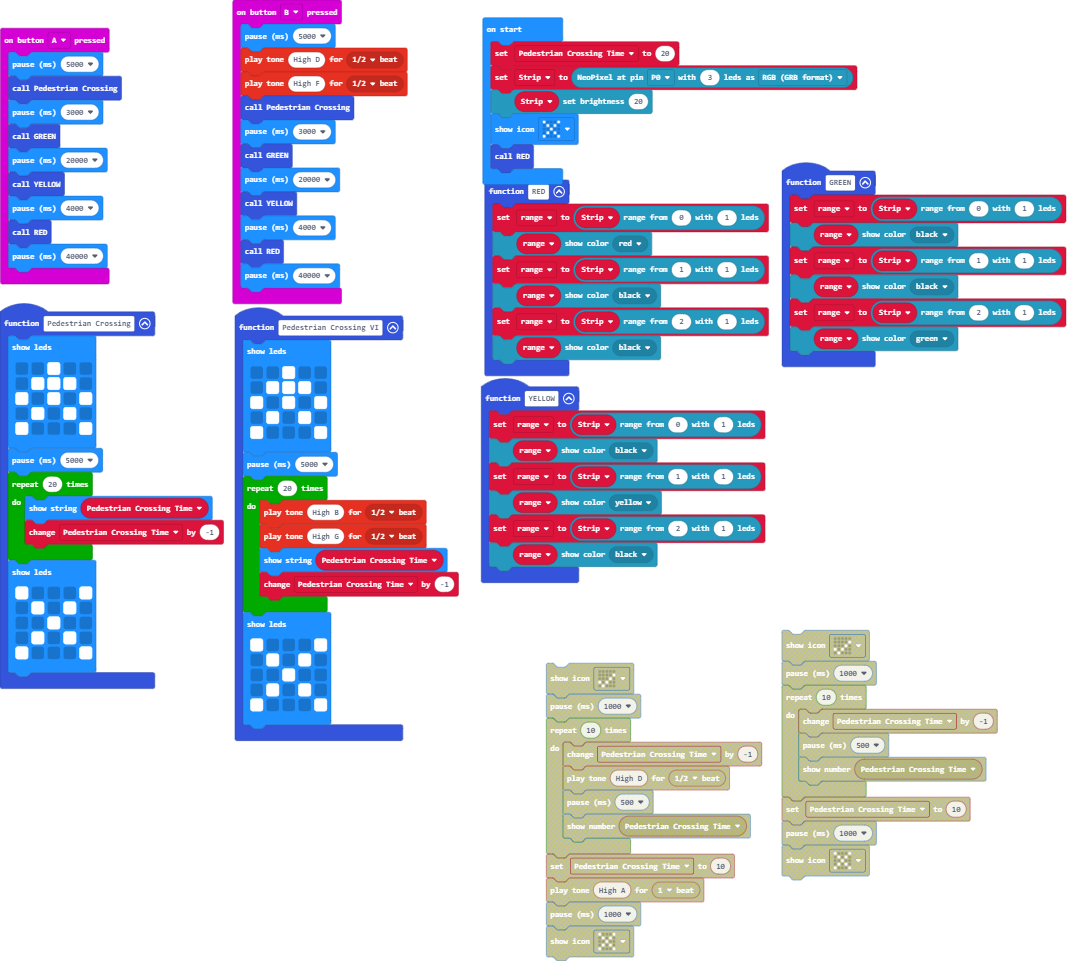 on button A pressed
pause (ms) 5000
call Pedestrian Crossing
pause (ms) 3000
call GREEN
pause (ms) 20000
call YELLOW
pause (ms) 4000
call RED
pause (ms) 40000
on button B pressed
pause (ms) 5000
play tone High D for 1/2 beat
play tone High F for 1/2 beat
call Pedestrian Crossing
pause (ms) 3000
call GREEN
pause (ms) 20000
call YELLOW
pause (ms) 4000
call RED
pause (ms) 40000
on start
set Pedestrian Crossing Time to 20
set Strip to NeoPixel at pin P0 with 3 leds as RGB (GRB format)
Strip set brightness 20
show icon
call RED
function RED
set range to Strip range from 0 with 1 leds
range show color red
set range to Strip range from 1 with 1 leds
range show color black
set range to Strip range from 2 with 1 leds
range show color black
function GREEN
set range to Strip range from 0 with 1 leds
range show color black
set range to Strip range from 1 with 1 leds
range show color black
set range to Strip range from 2 with 1 leds
range show color green
function Pedestrian Crossing
show leds
pause (ms) 5000
repeat 20 times
do
show string Pedestrian Crossing Time
change Pedestrian Crossing Time by -1
show leds
function Pedestrian Crossing VI
show leds
pause (ms) 5000
repeat 20 times
do
play tone High B for 1/2 beat
play tone High G for 1/2 beat
show string Pedestrian Crossing Time
change Pedestrian Crossing Time by -1
show leds
function YELLOW
set range to Strip range from 0 with 1 leds
range show color black
set range to Strip range from 1 with 1 leds
range show color yellow
set range to Strip range from 2 with 1 leds
range show color black
show icon
pause (ms) 1000
repeat 10 times
do
change Pedestrian Crossing Time by -1
play tone High D for 1/2 beat
pause (ms) 500
show number Pedestrian Crossing Time
set Pedestrian Crossing Time to 10
play tone High A for 1 beat
pause (ms) 1000
show icon
show icon
pause (ms) 1000
repeat 10 times
do
change Pedestrian Crossing Time by -1
pause (ms) 500
show number Pedestrian Crossing Time
set Pedestrian Crossing Time to 10
pause (ms) 1000
show icon